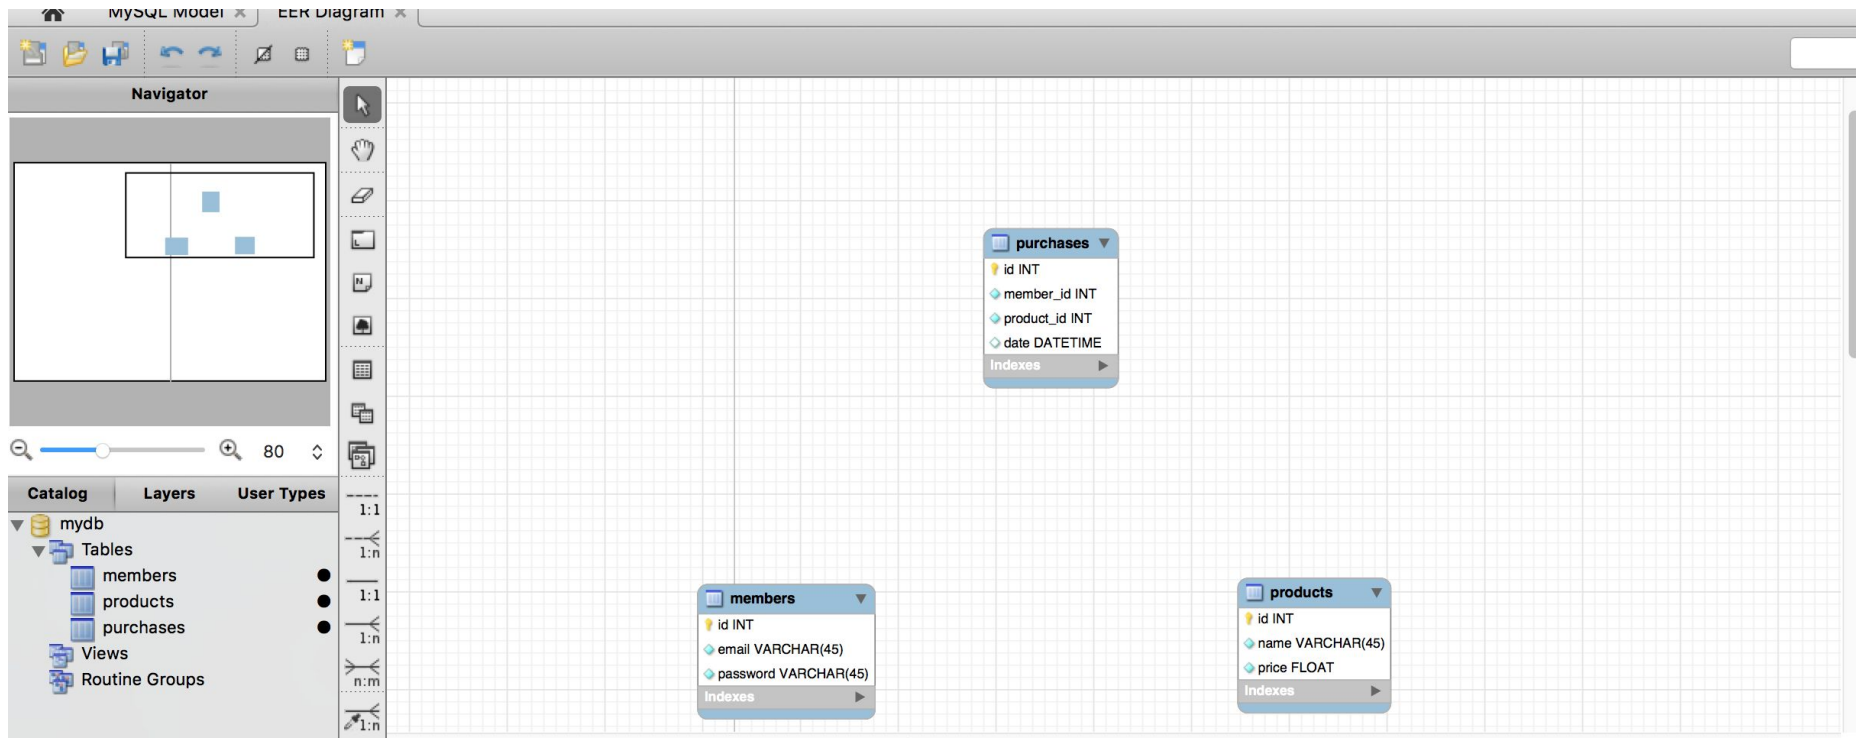 MySQL Model × EER Diagram ×
Navigator
80
Catalog Layers User Types
mydb
Tables
members
products
purchases
Views
Routine Groups
L
N
1:1
1:n
1:1
1:n
n:m
1:n
purchases
id INT
member_id INT
product_id INT
date DATETIME
Indexes
members
id INT
email VARCHAR(45)
password VARCHAR(45)
Indexes
products
id INT
name VARCHAR(45)
price FLOAT
Indexes